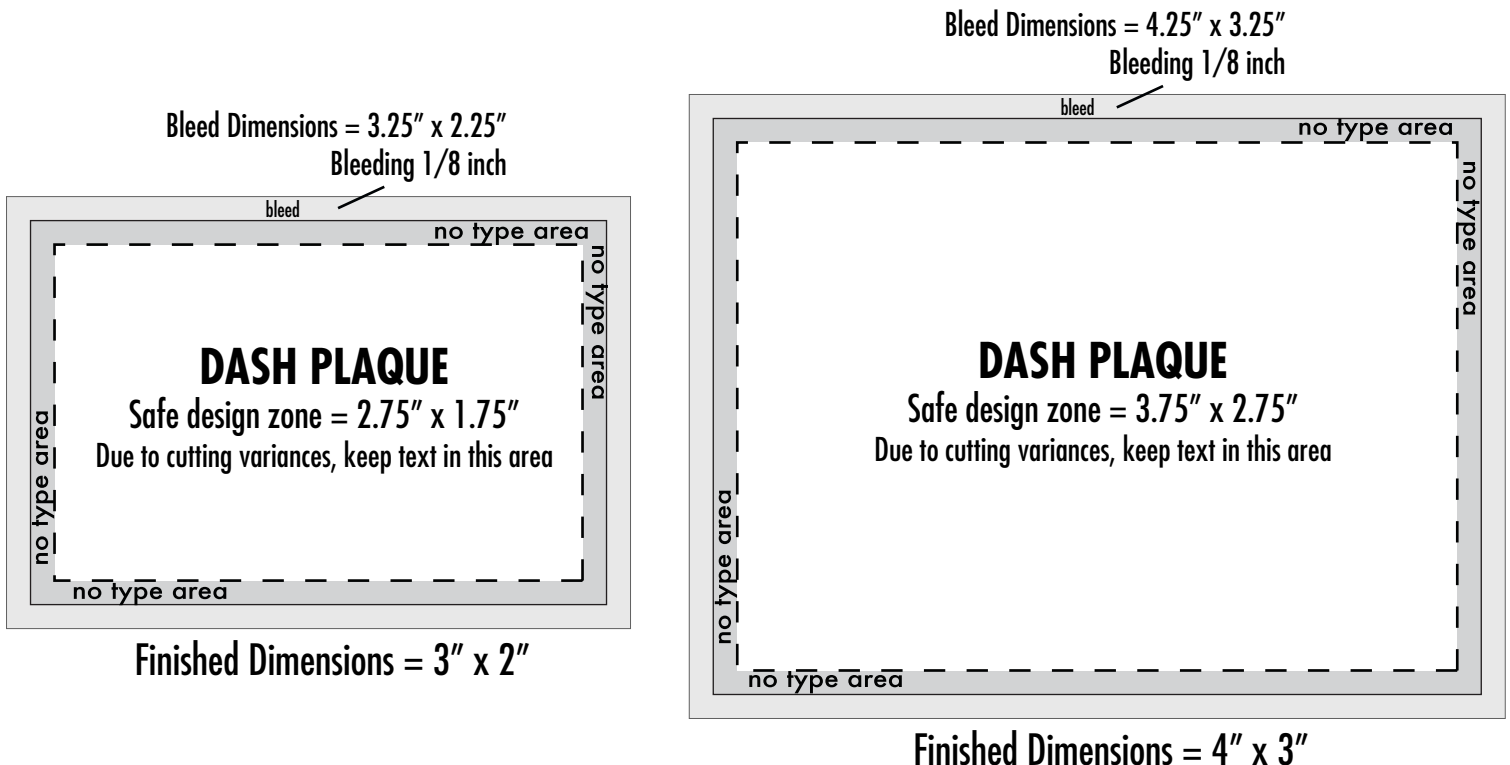 Bleed Dimensions = 3.25” x 2.25”
Bleeding 1/8 inch
bleed
no type area
no type area
DASH PLAQUE
Safe design zone = 2.75” x 1.75”
Due to cutting variances, keep text in this area
no type area
no type area
Finished Dimensions = 3” x 2”
Bleed Dimensions = 4.25” x 3.25”
Bleeding 1/8 inch
bleed
no type area
no type area
DASH PLAQUE
Safe design zone = 3.75” x 2.75”
Due to cutting variances, keep text in this area
no type area
no type area
Finished Dimensions = 4” x 3”